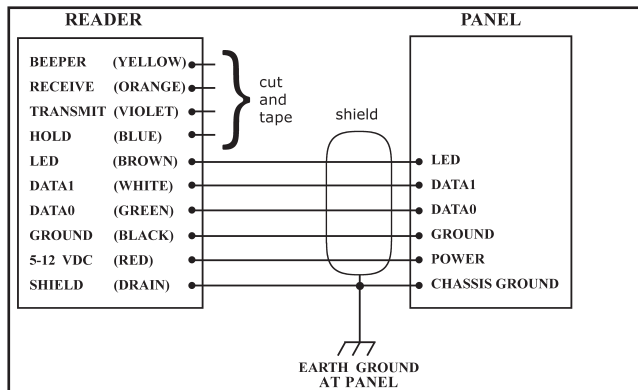 READER
PANEL
BEEPER (YELLOW)
RECEIVE (ORANGE)
TRANSMIT (VIOLET)
HOLD (BLUE)
LED (BROWN)
DATA1 (WHITE)
DATA0 (GREEN)
GROUND (BLACK)
5-12 VDC (RED)
SHIELD (DRAIN)
cut
and
tape
shield
LED
DATA1
DATA0
GROUND
POWER
CHASSIS GROUND
EARTH GROUND
AT PANEL